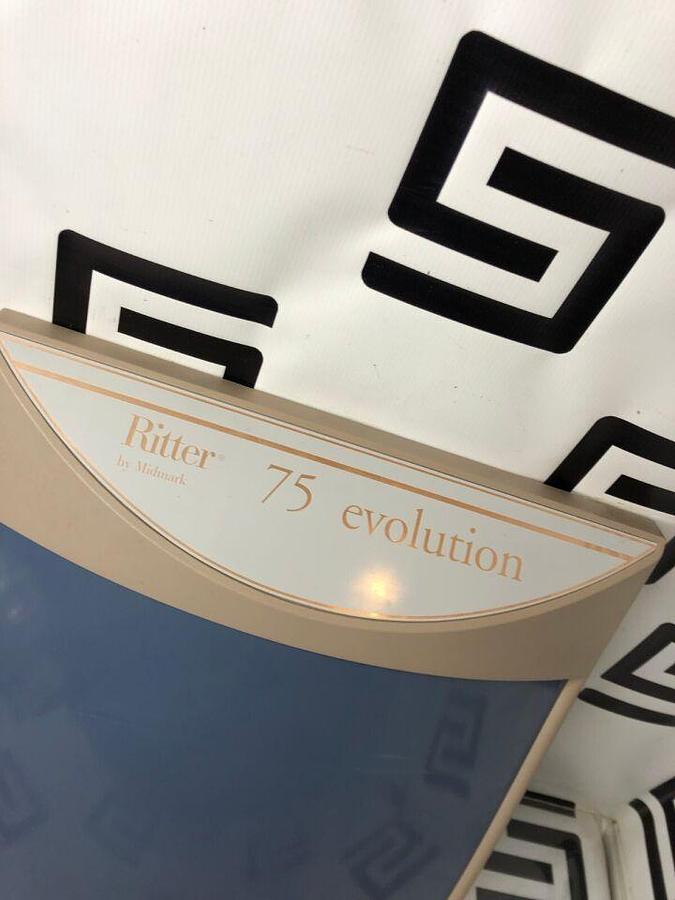 Ritter®
by Midmark
75 evolution